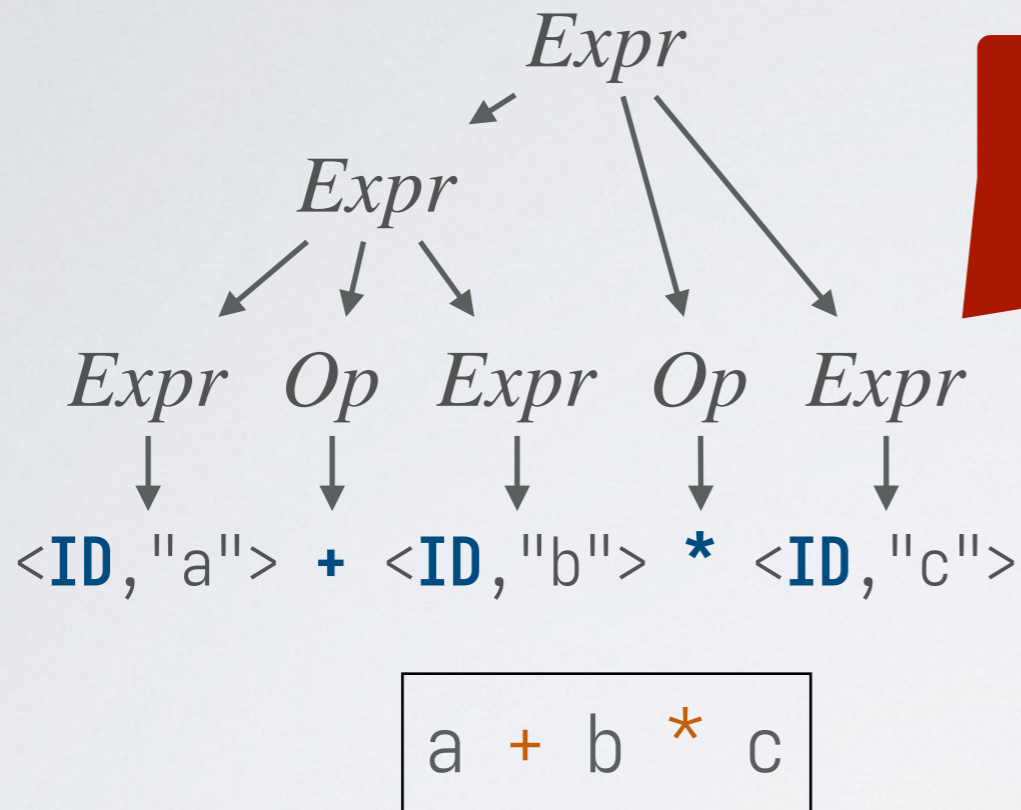 Expr
Expr
Expr Op Expr Op Expr
<ID,"a"> + <ID,"b"> * <ID,"c">
a + b * c